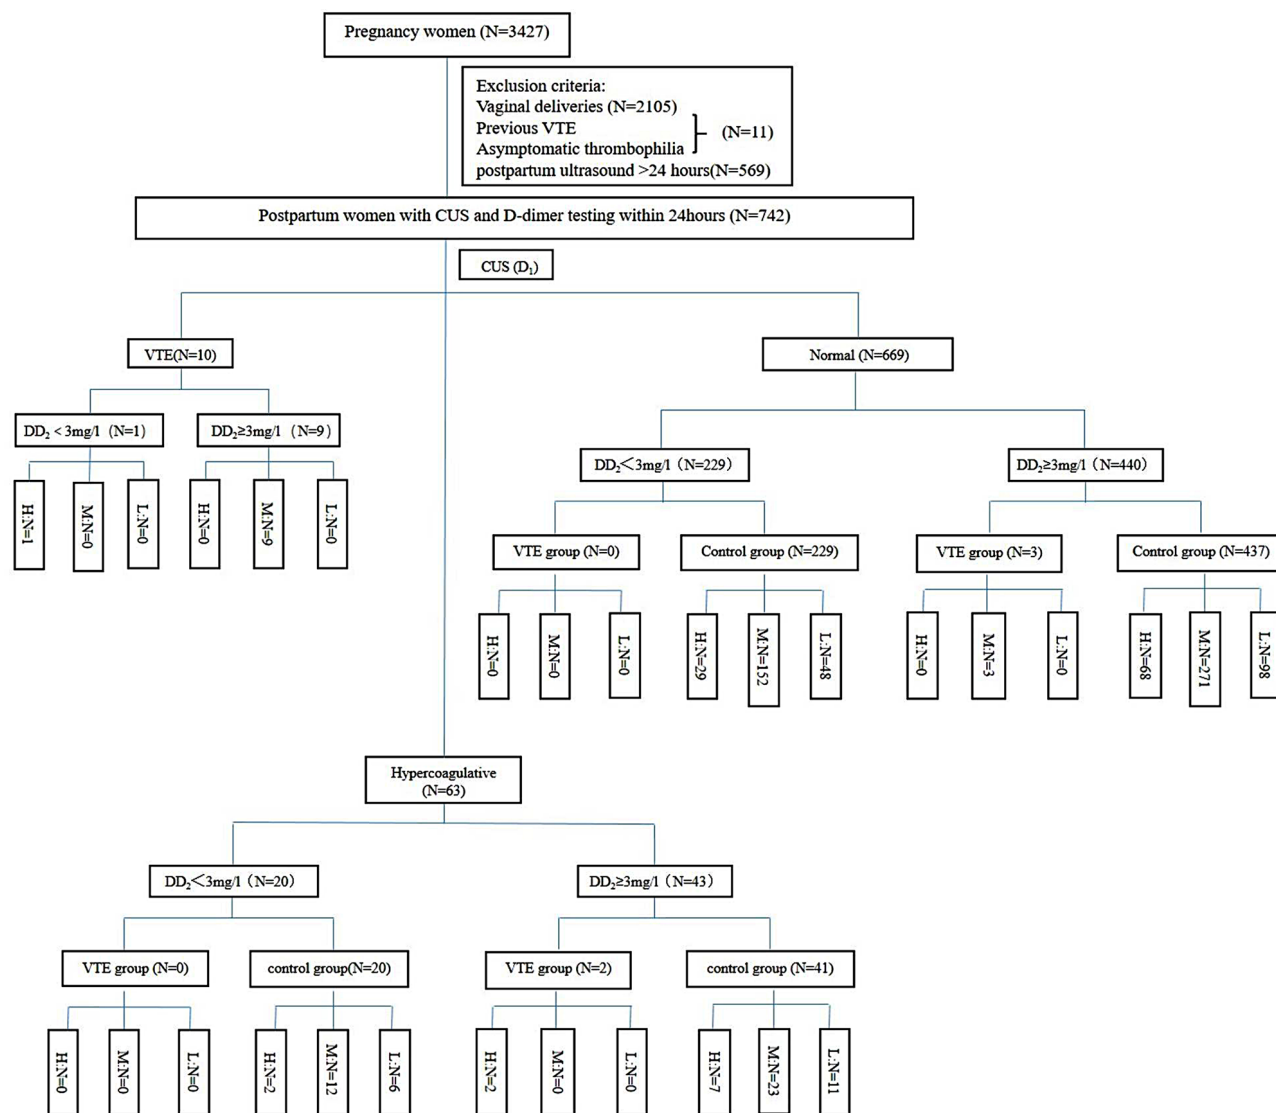 Pregnancy women (N=3427)
Exclusion criteria:
Vaginal deliveries (N=2105)
Previous VTE
(N=11)
Asymptomatic thrombophilia
postpartum ultrasound >24 hours(N=569)
Postpartum women with CUS and D-dimer testing within 24hours (N=742)
CUS (D₁)
VTE(N=10)
Normal (N=669)
DD₂ < 3mg/l (N=1)
DD₂≥3mg/l (N=9)
H:N=1
M:N=0
L:N=0
H:N=0
M:N=9
L:N=0
DD₂<3mg/l (N=229)
DD₂≥3mg/l (N=440)
VTE group (N=0)
Control group (N=229)
VTE group (N=3)
Control group (N=437)
H:N=0
M:N=0
L:N=0
H:N=29
M:N=152
L:N=48
H:N=0
M:N=3
L:N=0
H:N=68
M:N=271
L:N=98
Hypercoagulative
(N=63)
DD₂<3mg/l (N=20)
DD₂≥3mg/l (N=43)
VTE group (N=0)
control group(N=20)
VTE group (N=2)
control group (N=41)
H:N=0
M:N=0
L:N=0
H:N=2
M:N=12
L:N=6
H:N=2
M:N=0
L:N=0
H:N=7
M:N=23
L:N=11